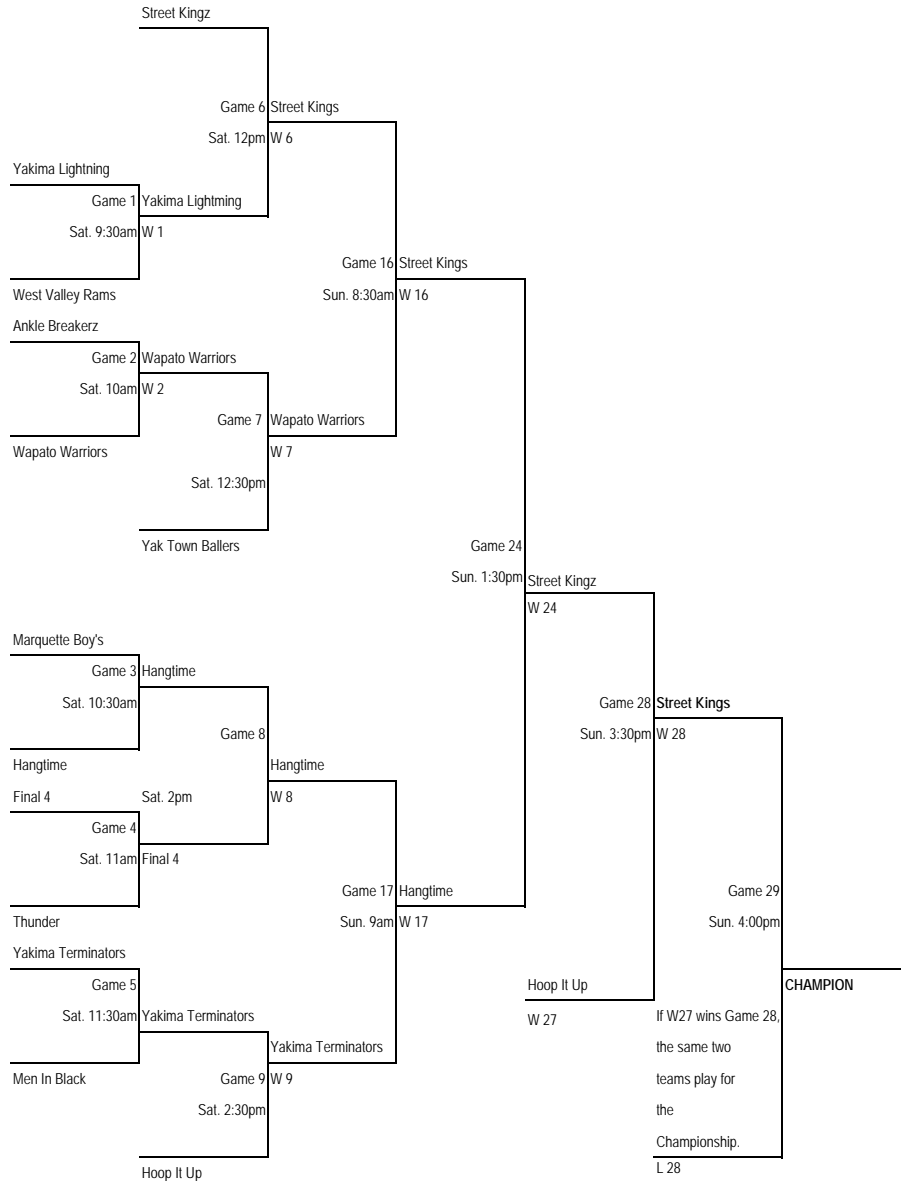 Street Kingz
Game 6 Street Kings
Sat. 12pm W 6
Yakima Lightning
Game 1 Yakima Lightming
Sat. 9:30am W 1
Game 16 Street Kings
West Valley Rams
Sun. 8:30am W 16
Ankle Breakerz
Game 2 Wapato Warriors
Sat. 10am W 2
Game 7 Wapato Warriors
Wapato Warriors
W 7
Sat. 12:30pm
Yak Town Ballers
Game 24
Sun. 1:30pm Street Kingz
W 24
Marquette Boy's
Game 3 Hangtime
Sat. 10:30am
Game 28 Street Kings
Game 8
Sun. 3:30pm W 28
Hangtime
Hangtime
Final 4
Sat. 2pm
W 8
Game 4
Sat. 11am Final 4
Game 17 Hangtime
Game 29
Thunder
Sun. 9am W 17
Sun. 4:00pm
Yakima Terminators
Game 5
Hoop It Up
CHAMPION
Sat. 11:30am Yakima Terminators
W 27
If W27 wins Game 28,
Yakima Terminators
the same two
Men In Black
Game 9 W 9
teams play for
Sat. 2:30pm
the
Championship.
Hoop It Up
L 28